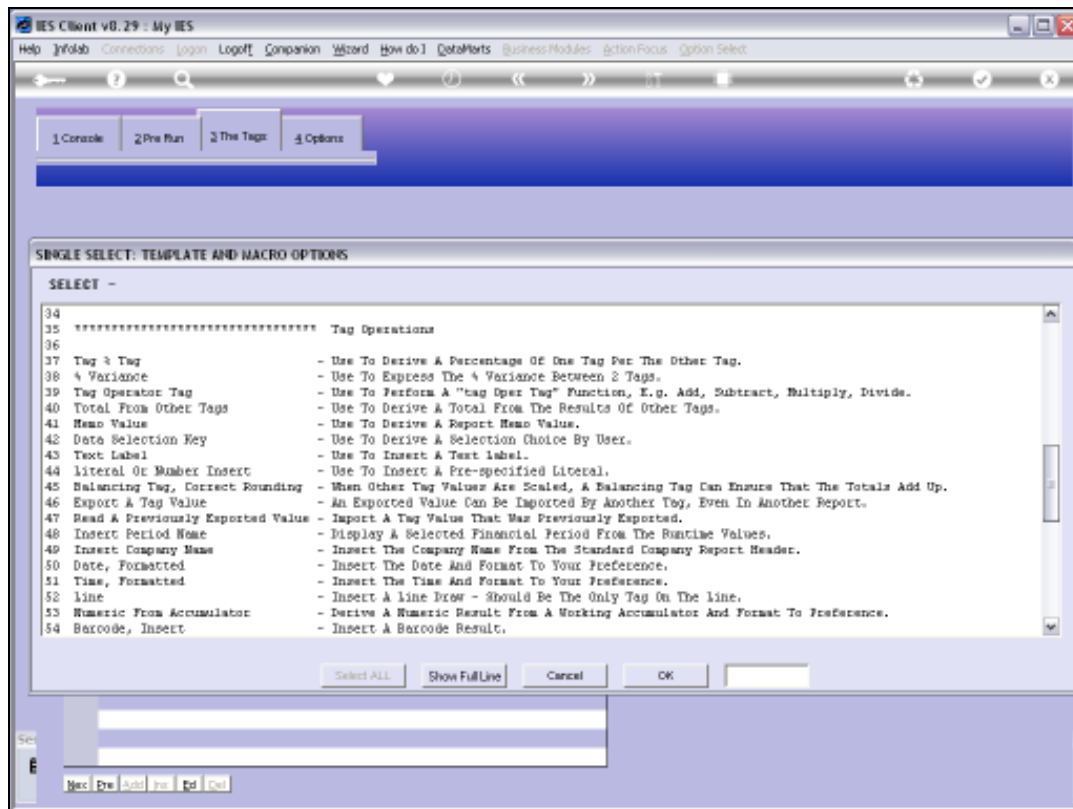 IES Client v8.29 : My IES
Help Infolab Connections Logon Logoff Companion Wizard How do I DataMarts Business Modules Action Focus Option Select
1 Console 2 Pre Run 3 The Tags 4 Options
SINGLE SELECT: TEMPLATE AND MACRO OPTIONS
SELECT -
34
35 ******************************** Tag Operations
36
37 Tag % Tag - Use To Derive A Percentage Of One Tag Per The Other Tag.
38 % Variance - Use To Express The % Variance Between 2 Tags.
39 Tag Operator Tag - Use To Perform A "tag Oper Tag" Function, E.g. Add, Subtract, Multiply, Divide.
40 Total From Other Tags - Use To Derive A Total From The Results Of Other Tags.
41 Memo Value - Use To Derive A Report Memo Value.
42 Data Selection Key - Use To Derive A Selection Choice By User.
43 Text Label - Use To Insert A Text Label.
44 Literal Or Number Insert - Use To Insert A Pre-specified Literal.
45 Balancing Tag, Correct Rounding - When Other Tag Values Are Scaled, A Balancing Tag Can Ensure That The Totals Add Up.
46 Export A Tag Value - An Exported Value Can Be Imported By Another Tag, Even In Another Report.
47 Read A Previously Exported Value - Import A Tag Value That Was Previously Exported.
48 Insert Period Name - Display A Selected Financial Period From The Runtime Values.
49 Insert Company Name - Insert The Company Name From The Standard Company Report Header.
50 Date, Formatted - Insert The Date And Format To Your Preference.
51 Time, Formatted - Insert The Time And Format To Your Preference.
52 Line - Insert A Line Draw - Should Be The Only Tag On The Line.
53 Numeric From Accumulator - Derive A Numeric Result From A Working Accumulator And Format To Preference.
54 Barcode, Insert - Insert A Barcode Result.
Select ALL Show Full Line Cancel OK
Nex Pre Add Ins Ed Del